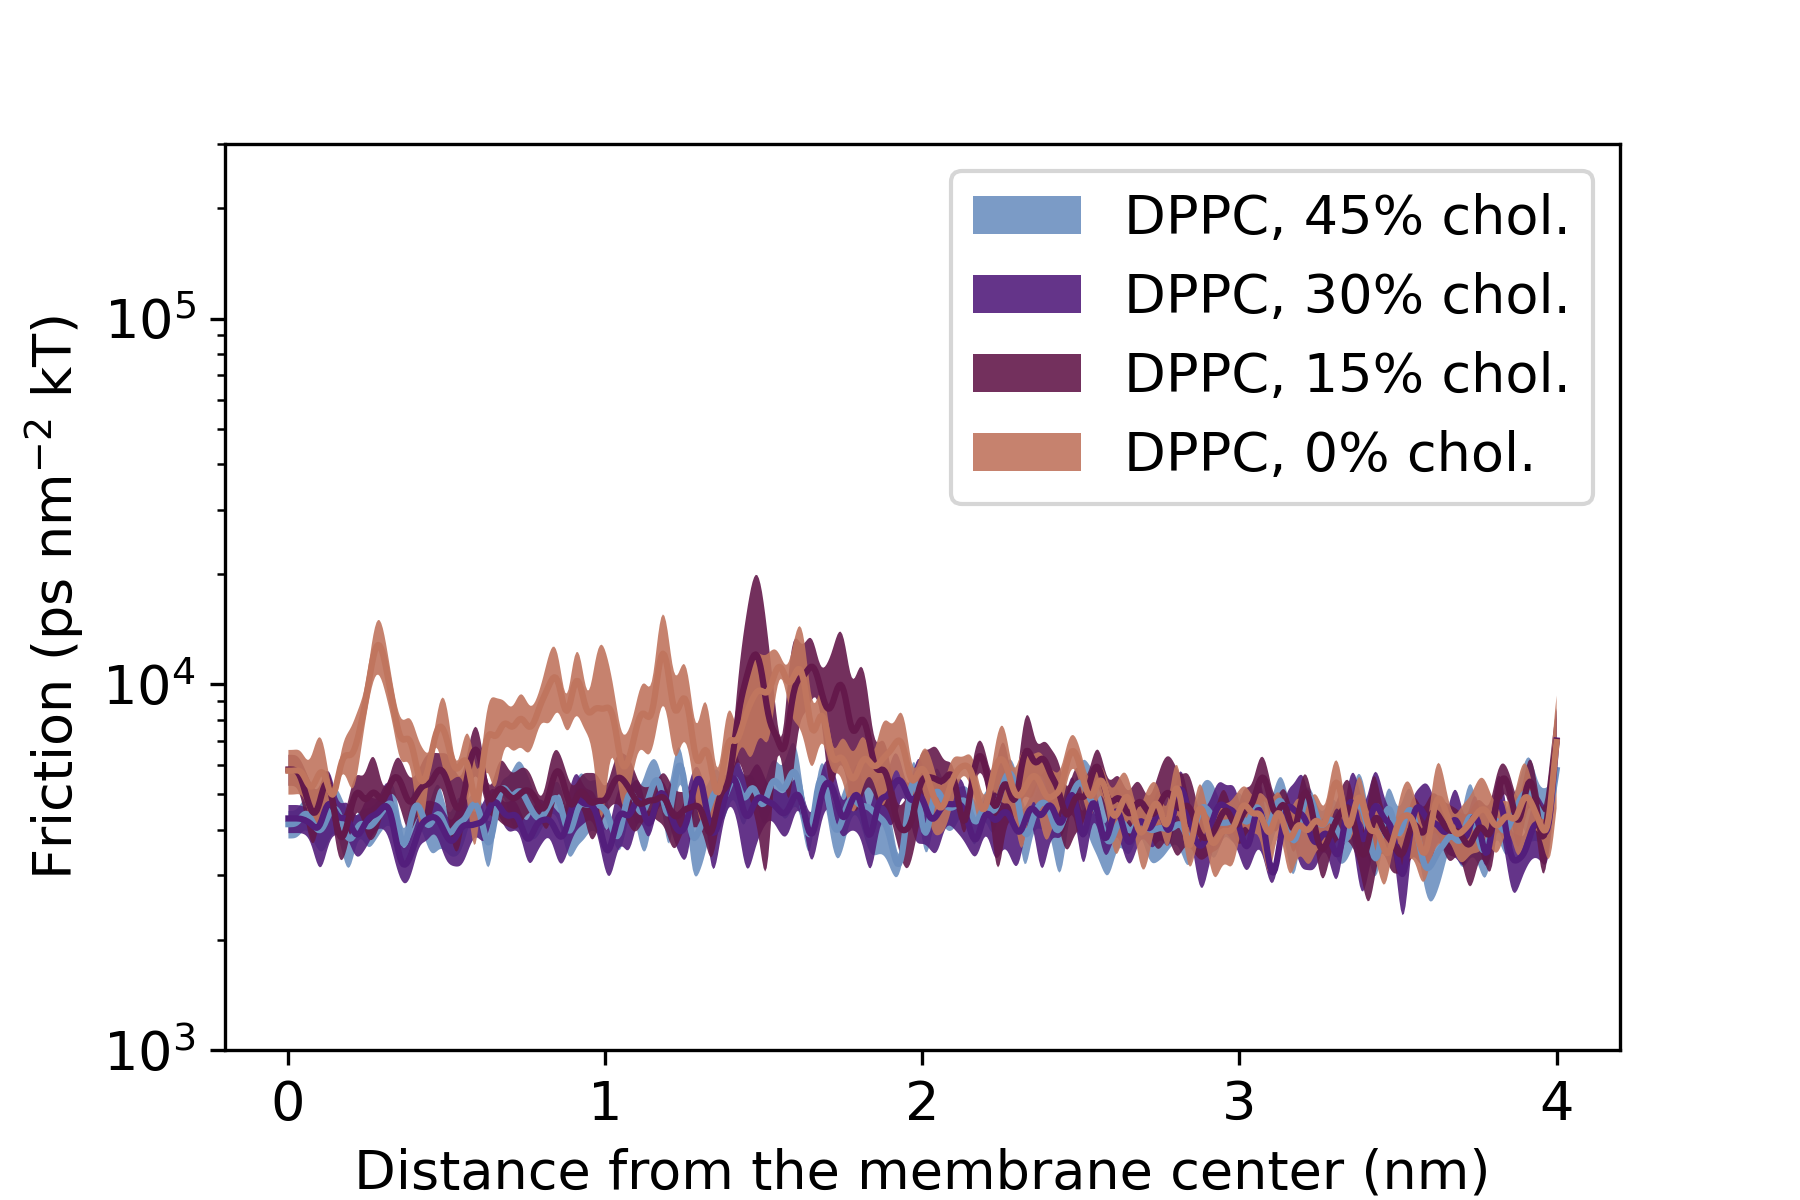 DPPC, 45% chol.
DPPC, 30% chol.
DPPC, 15% chol.
DPPC, 0% chol.
Friction (ps nm⁻² kT)
10⁵
10⁴
10³
0 1 2 3 4
Distance from the membrane center (nm)